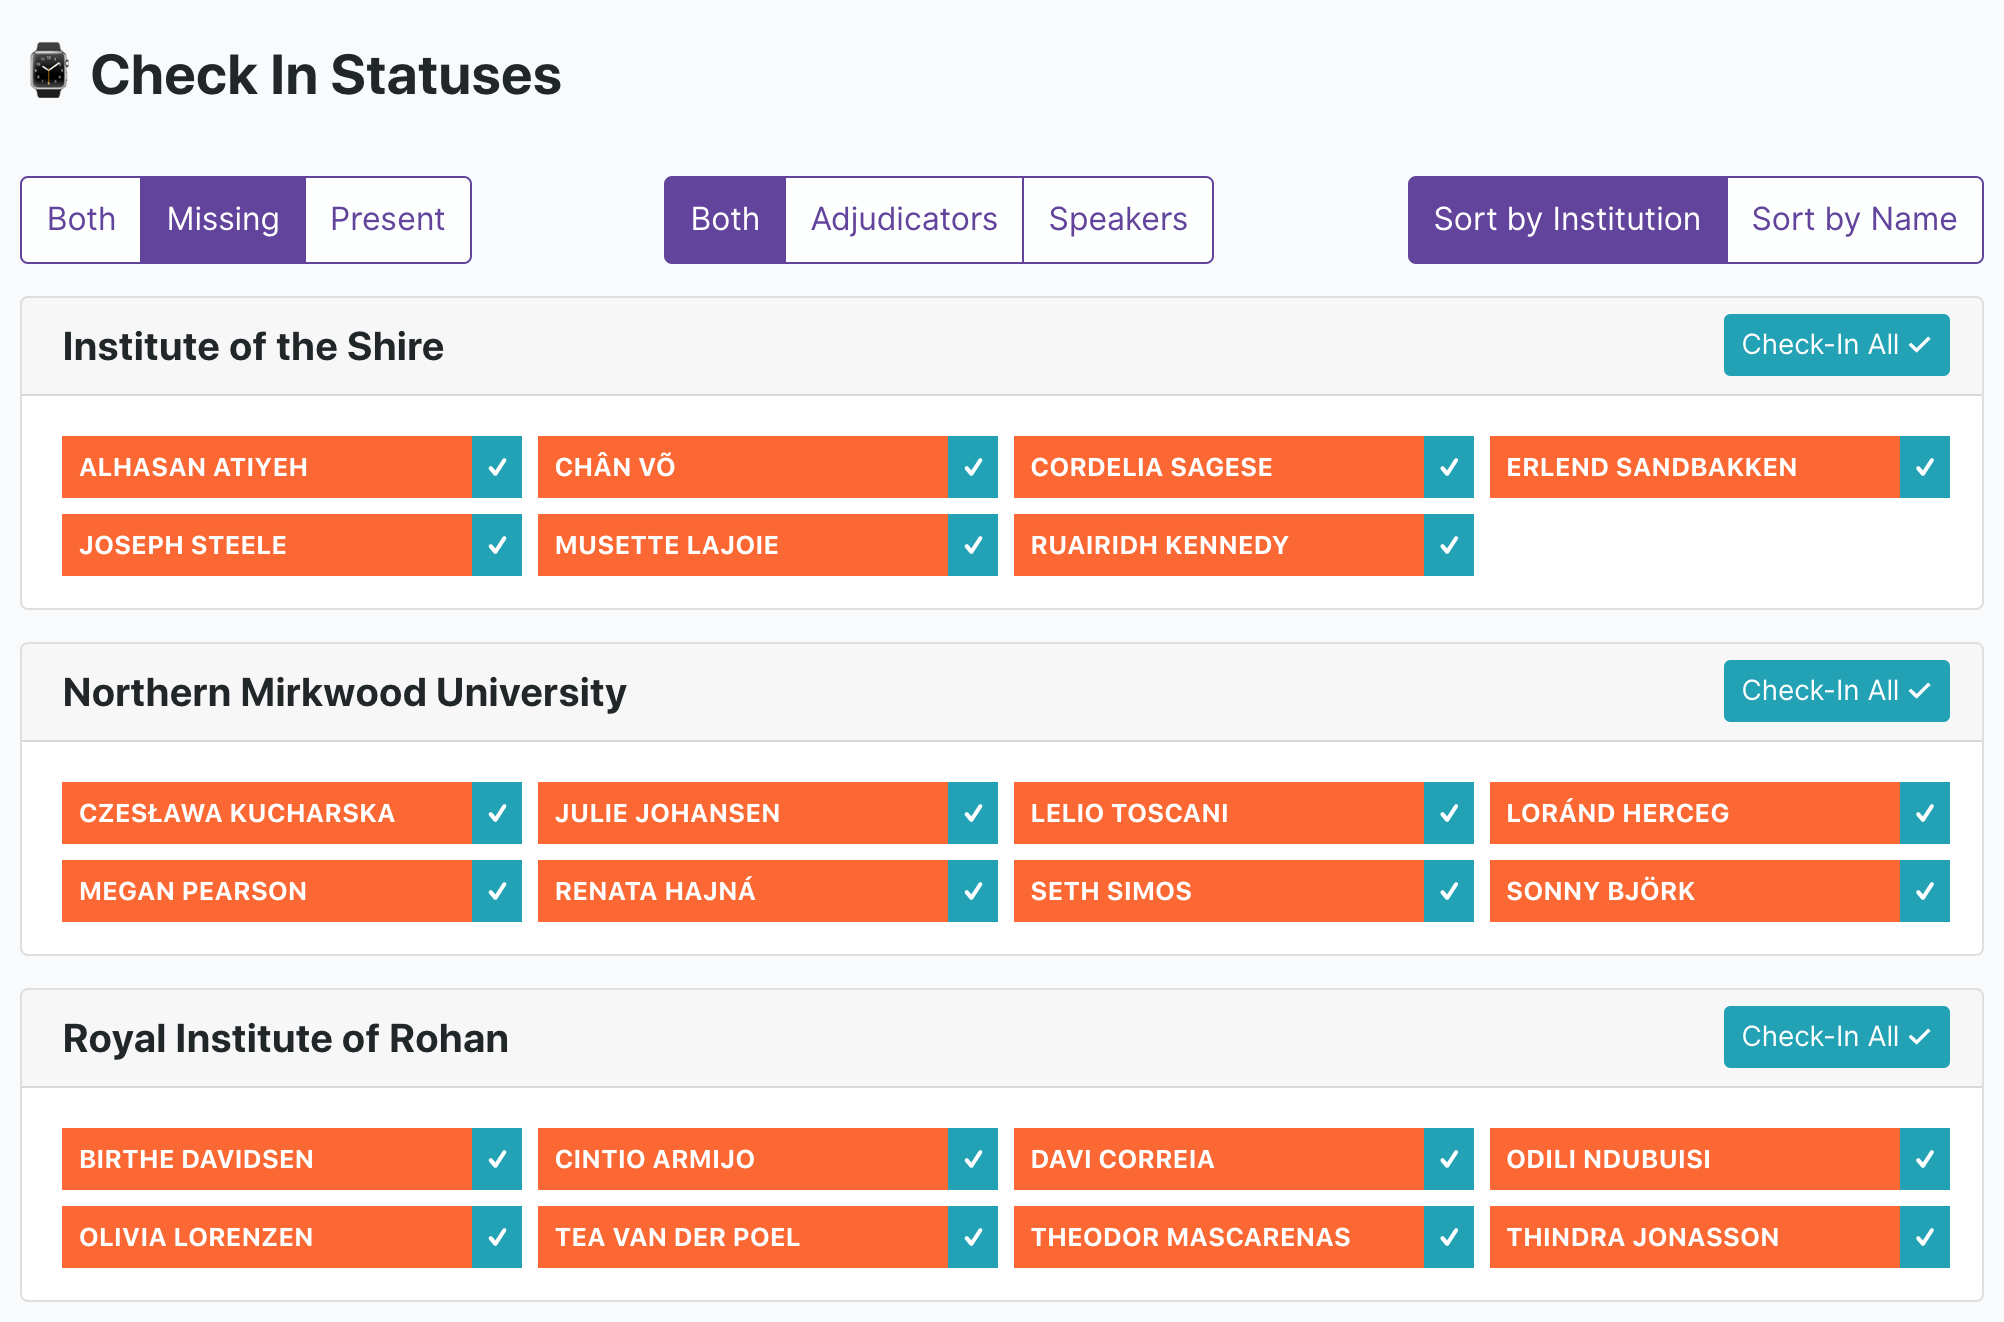 Check In Statuses
Both Missing Present Both Adjudicators Speakers Sort by Institution Sort by Name
Institute of the Shire Check-In All
ALHASAN ATIYEH CHÂN VÕ CORDELIA SAGESE ERLEND SANDBAKKEN
JOSEPH STEELE MUSETTE LAJOIE RUAIRIDH KENNEDY
Northern Mirkwood University Check-In All
CZESŁAWA KUCHARSKA JULIE JOHANSEN LELIO TOSCANI LORÁND HERCEG
MEGAN PEARSON RENATA HAJNÁ SETH SIMOS SONNY BJÖRK
Royal Institute of Rohan Check-In All
BIRTHE DAVIDSEN CINTIO ARMIJO DAVI CORREIA ODILI NDUBUISI
OLIVIA LORENZEN TEA VAN DER POEL THEODOR MASCARENAS THINDRA JONASSON